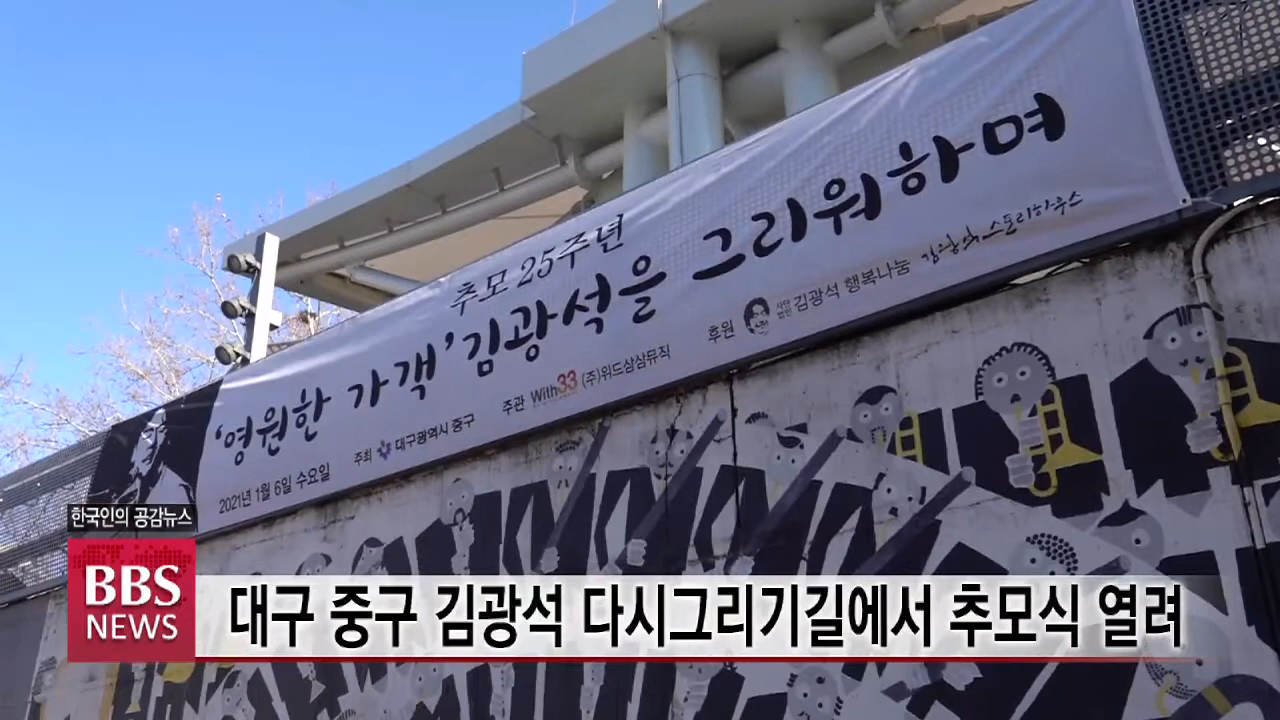 추모 25주년
'영원한 가객' 김광석을 그리워하며
2021년 1월 6일 수요일
주최 대구광역시 중구
주관 With33 (주)위드삼삼뮤직
후원 사단법인 김광석 행복나눔
김광석 스토리하우스
한국인의 공감뉴스
BBS
NEWS
대구 중구 김광석 다시그리기길에서 추모식 열려